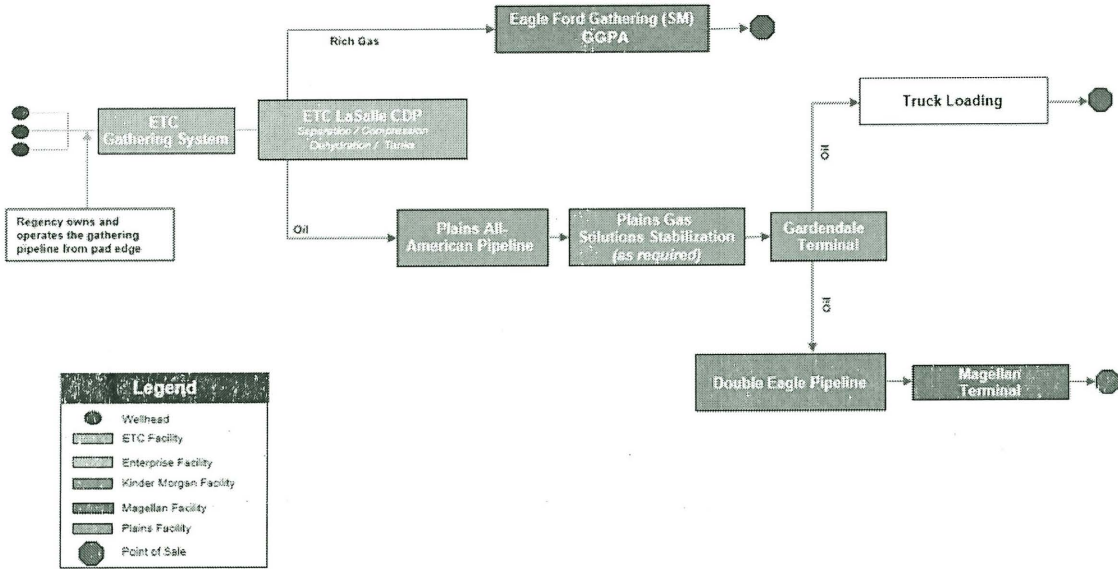 Eagle Ford Gathering (SM)
GGPA
Rich Gas
Truck Loading
ETC
Gathering System
ETC LaSalle CDP
Separation / Compression
Dehydration / Tanks
Oil
Regency owns and
operates the gathering
pipeline from pad edge
Oil
Plains All-
American Pipeline
Plains Gas
Solutions Stabilization
(as required)
Gardendale
Terminal
Oil
Double Eagle Pipeline
Magellan
Terminal
Legend
Wellhead
ETC Facility
Enterprise Facility
Kinder Morgan Facility
Magellan Facility
Plains Facility
Point of Sale